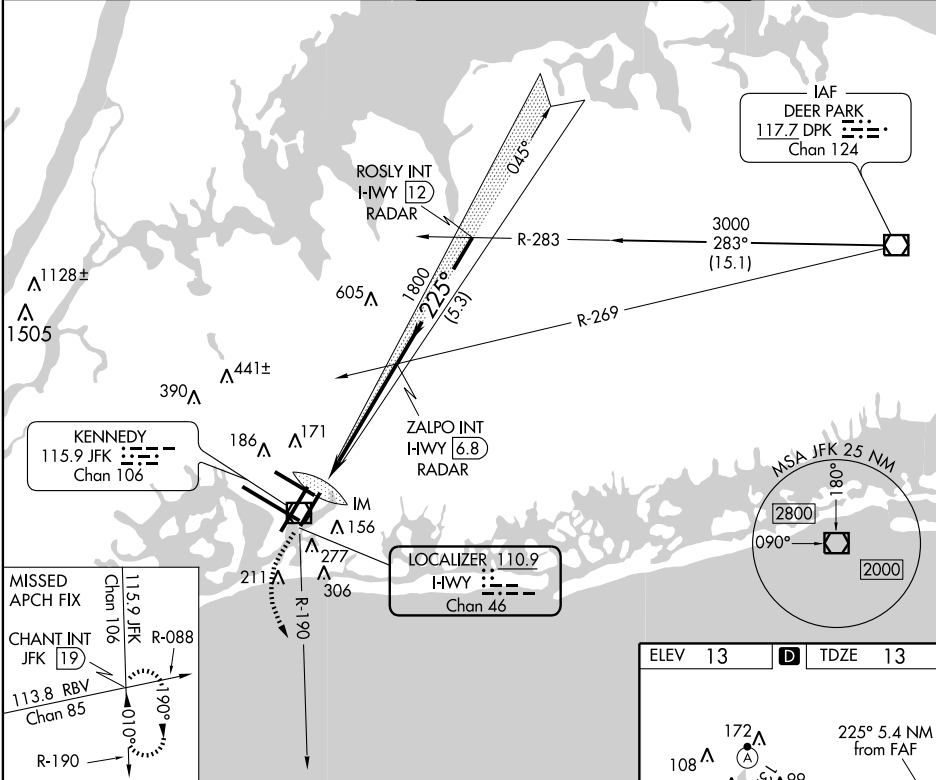 IAF
DEER PARK
117.7 DPK
Chan 124
ROSLY INT
I-IWY 12
RADAR
045°
R-283
3000
283°
(15.1)
1128±
1505
605
1800
225°
(5.3)
R-269
441±
390
ZALPO INT
I-IWY 6.8
RADAR
KENNEDY
115.9 JFK
Chan 106
186
171
IM
156
277
211
306
R-190
LOCALIZER 110.9
I-IWY
Chan 46
MSA JFK 25 NM
180°
2800
090°
2000
MISSED
APCH FIX
115.9 JFK
Chan 106
CHANT INT
JFK 19
R-088
113.8 RBV
Chan 85
010°
190°
R-190
ELEV 13
D
TDZE 13
172
A
108
225° 5.4 NM
from FAF